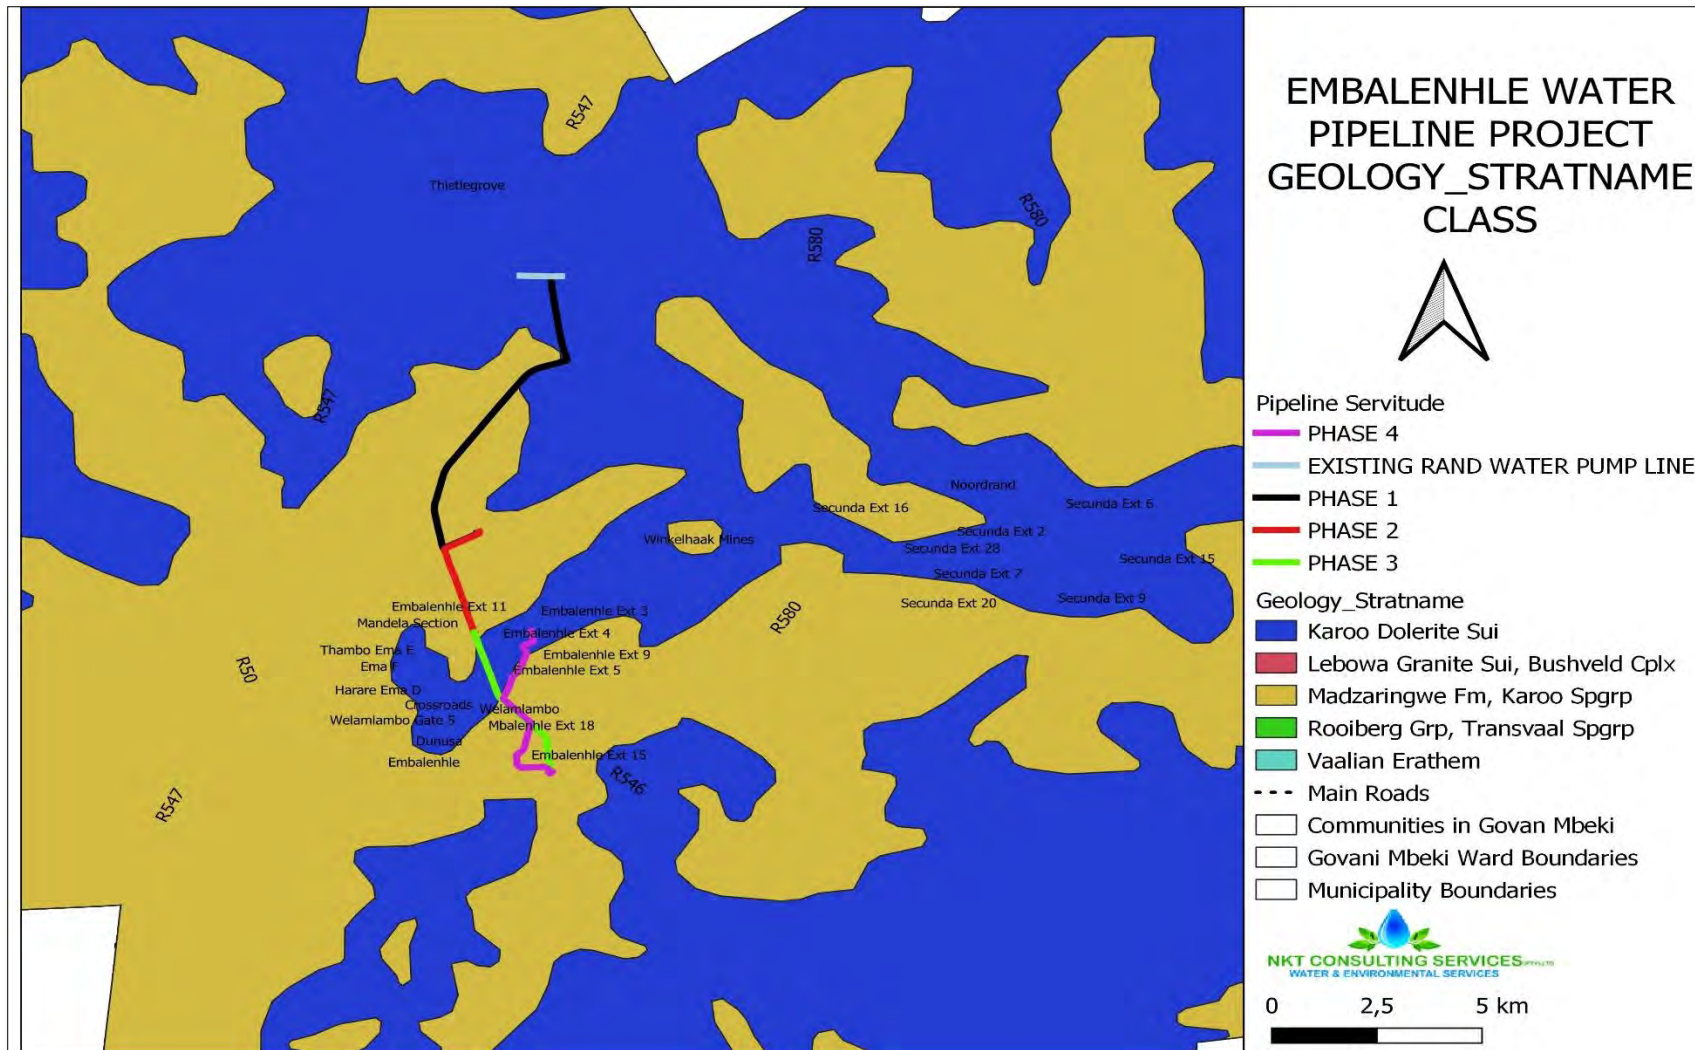 EMBALENHLE WATER
PIPELINE PROJECT
GEOLOGY_STRATNAME
CLASS
Pipeline Servitude
PHASE 4
EXISTING RAND WATER PUMP LINE
PHASE 1
PHASE 2
PHASE 3
Geology_Stratname
Karoo Dolerite Sui
Lebowa Granite Sui, Bushveld Cplx
Madzaringwe Fm, Karoo Spgrp
Rooiberg Grp, Transvaal Spgrp
Vaalian Erathem
Main Roads
Communities in Govan Mbeki
Govani Mbeki Ward Boundaries
Municipality Boundaries
NKT CONSULTING SERVICES
WATER & ENVIRONMENTAL SERVICES
0 2,5 5 km
R547
Thistlegrove
R580
R580
R547
Noordrand
Secunda Ext 6
Secunda Ext 16
Secunda Ext 2
Winkelhaak Mines
Secunda Ext 28
Secunda Ext 15
Secunda Ext 7
Secunda Ext 20
Secunda Ext 9
R580
Embalenhle Ext 11
Embalenhle Ext 3
Mandela Section
Embalenhle Ext 4
Thambo Ema E
Embalenhle Ext 9
Ema F
Embalenhle Ext 5
R50
Harare Ema D
Crossroads
Welamlambo
Welamlambo Gate 5
Mbalenhle Ext 18
Dunusa
Embalenhle Ext 15
Embalenhle
R546
R547